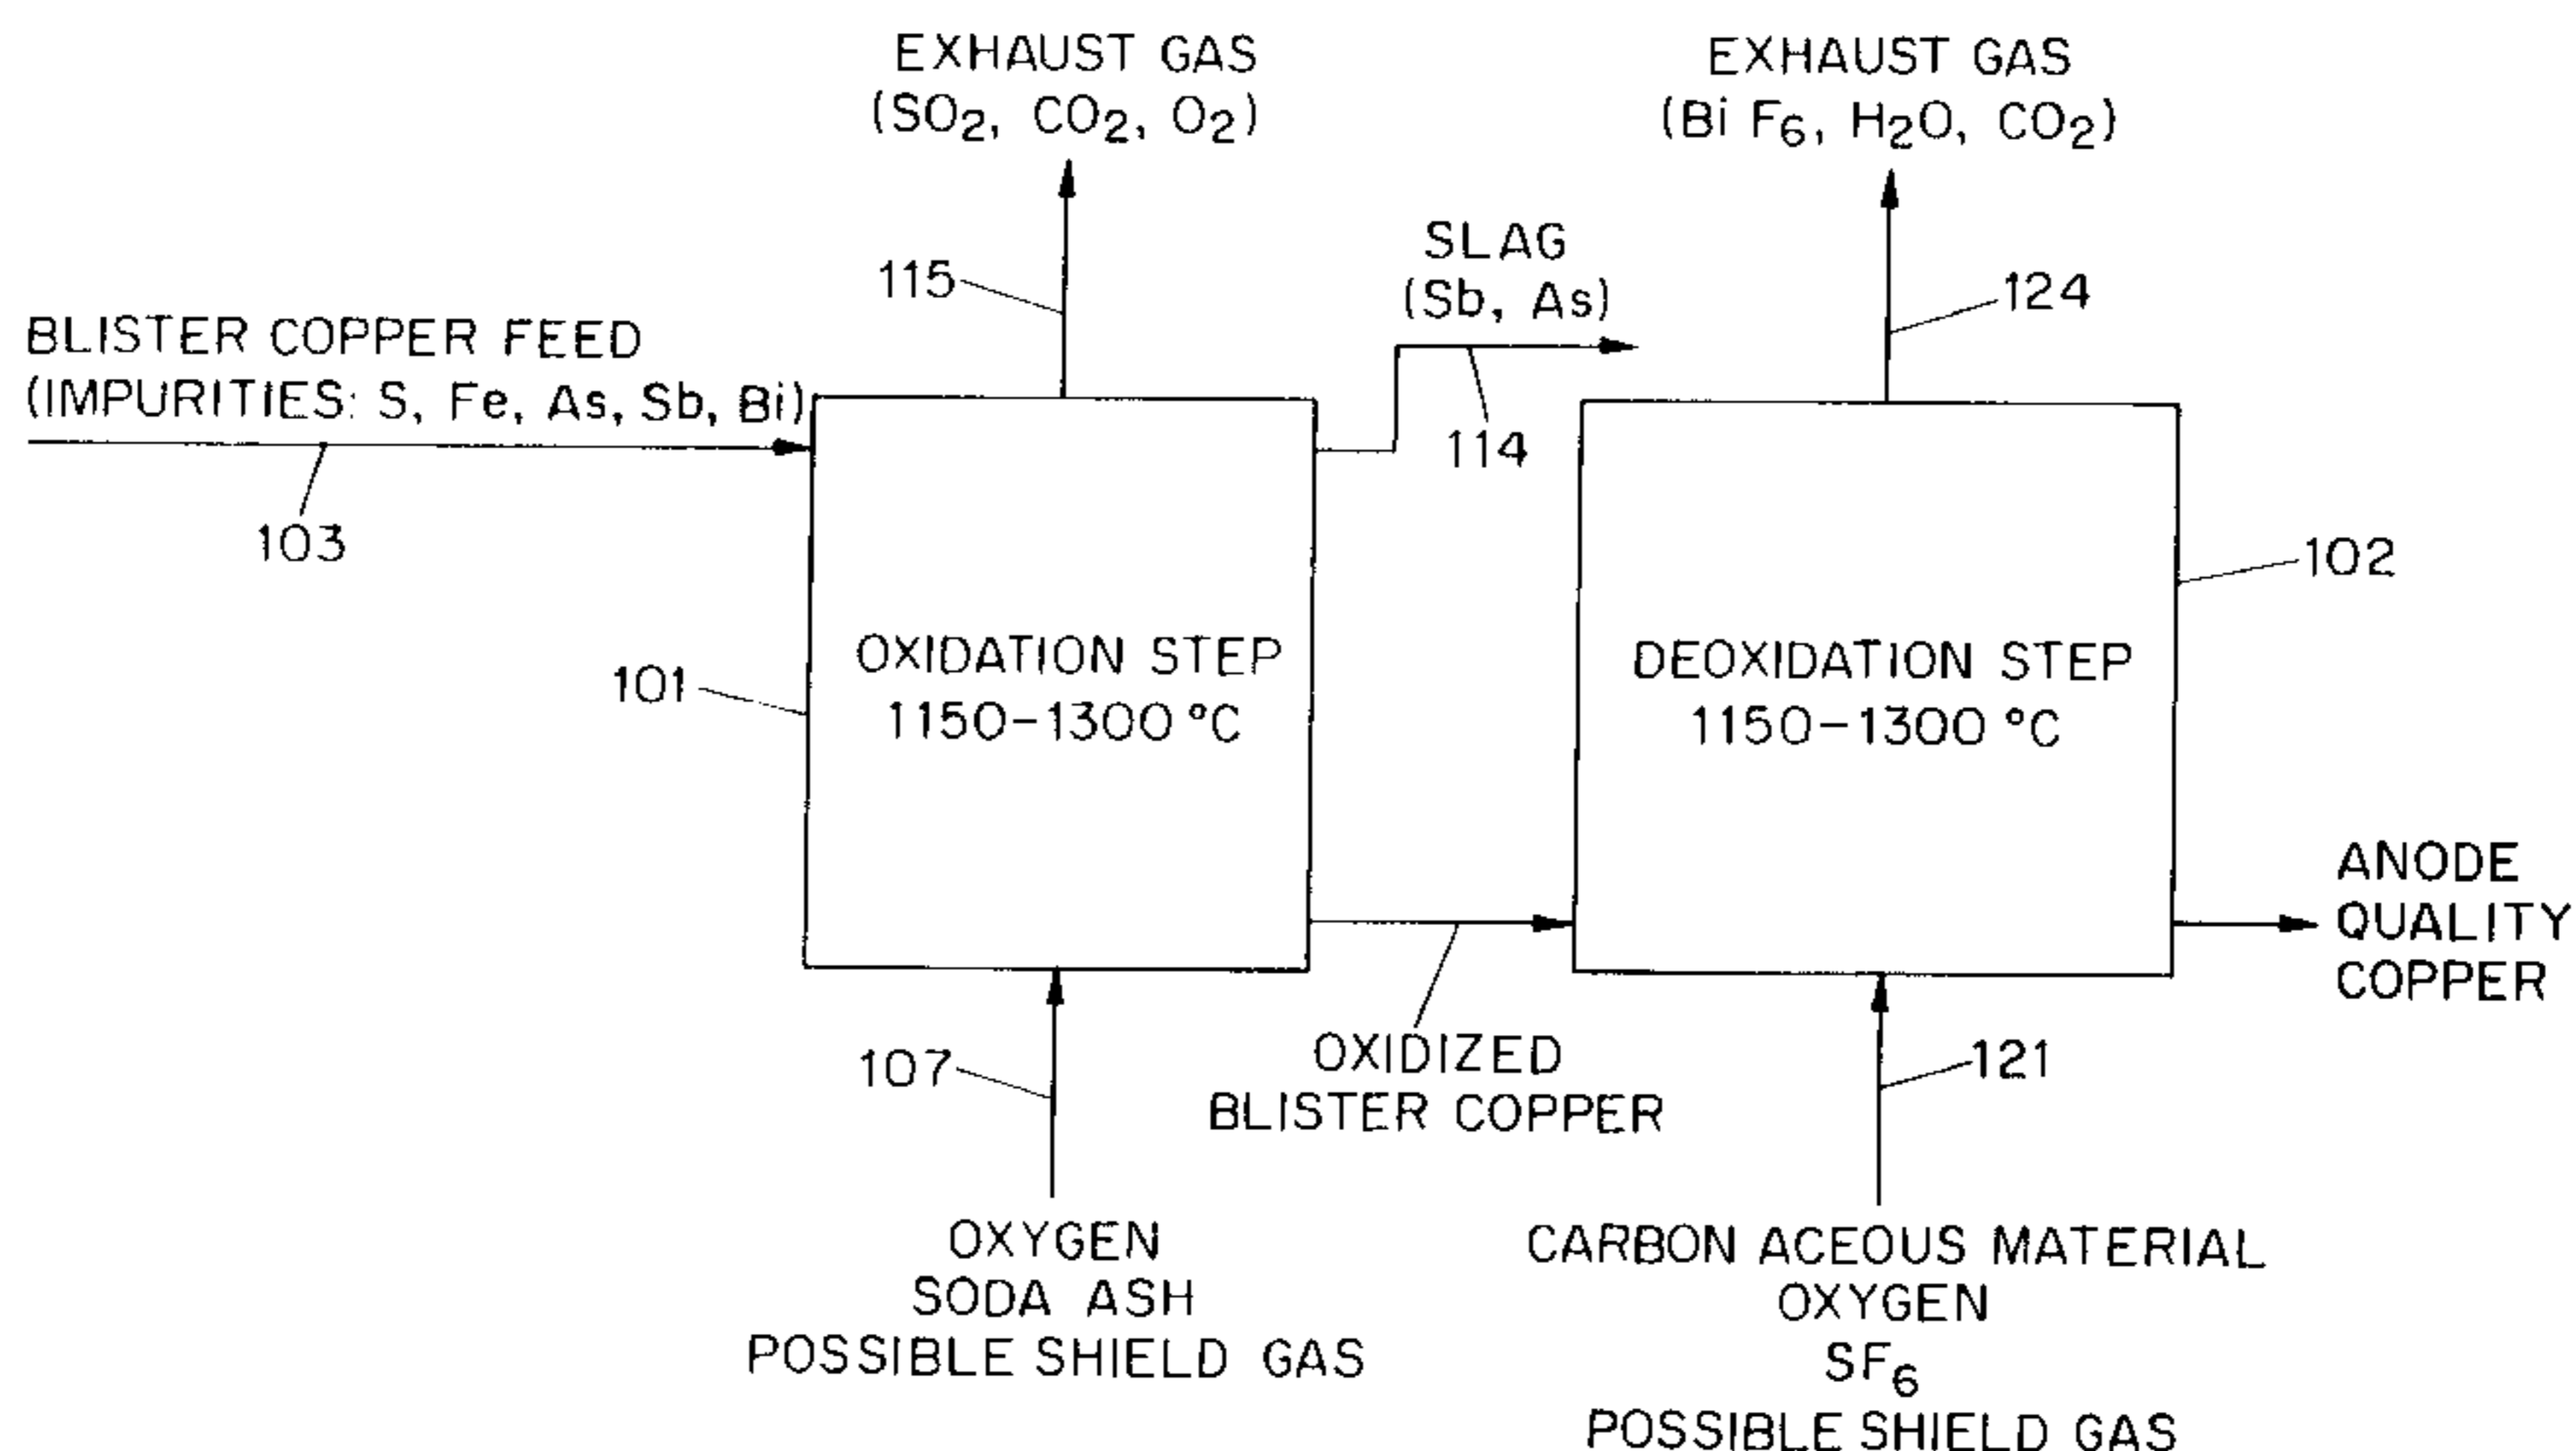 EXHAUST GAS
(SO2, CO2, O2)
EXHAUST GAS
(Bi F6, H2O, CO2)
SLAG
(Sb, As)
115
124
BLISTER COPPER FEED
(IMPURITIES: S, Fe, As, Sb, Bi)
114
103
102
OXIDATION STEP
1150-1300 °C
101
DEOXIDATION STEP
1150-1300 °C
ANODE
QUALITY
COPPER
OXIDIZED
BLISTER COPPER
107
121
OXYGEN
SODA ASH
POSSIBLE SHIELD GAS
CARBON ACEOUS MATERIAL
OXYGEN
SF6
POSSIBLE SHIELD GAS